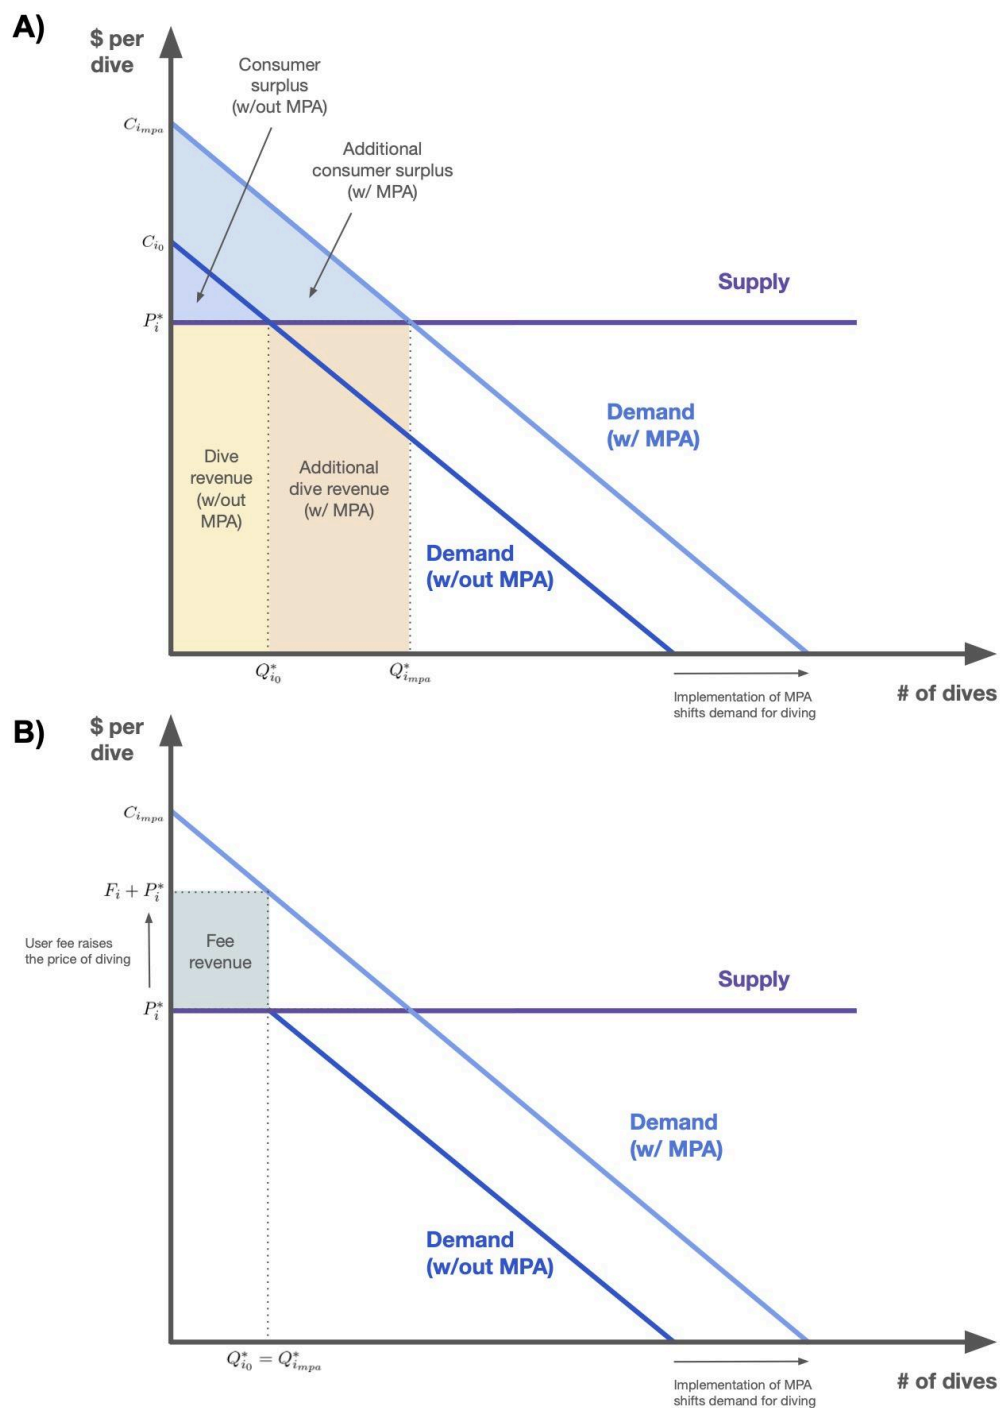 A)
$ per
dive
Consumer
surplus
(w/out MPA)
C_{i_{mpa}}
Additional
consumer surplus
(w/ MPA)
C_{i_0}
Supply
P_i^*
Demand
(w/ MPA)
Dive
revenue
(w/out
MPA)
Additional
dive revenue
(w/ MPA)
Demand
(w/out MPA)
Q_{i_0}^*
Q_{i_{mpa}}^*
Implementation of MPA
shifts demand for diving
# of dives
B)
$ per
dive
C_{i_{mpa}}
F_i + P_i^*
User fee raises
the price of diving
Fee
revenue
Supply
P_i^*
Demand
(w/ MPA)
Demand
(w/out MPA)
Q_{i_0}^* = Q_{i_{mpa}}^*
Implementation of MPA
shifts demand for diving
# of dives